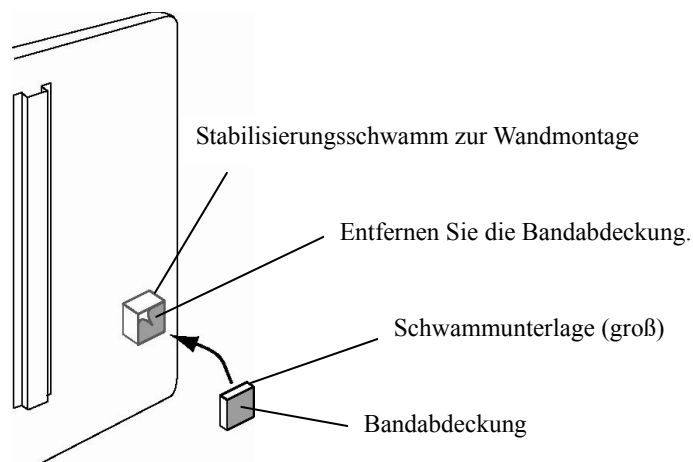 Stabilisierungsschwamm zur Wandmontage
Entfernen Sie die Bandabdeckung.
Schwammunterlage (groß)
Bandabdeckung